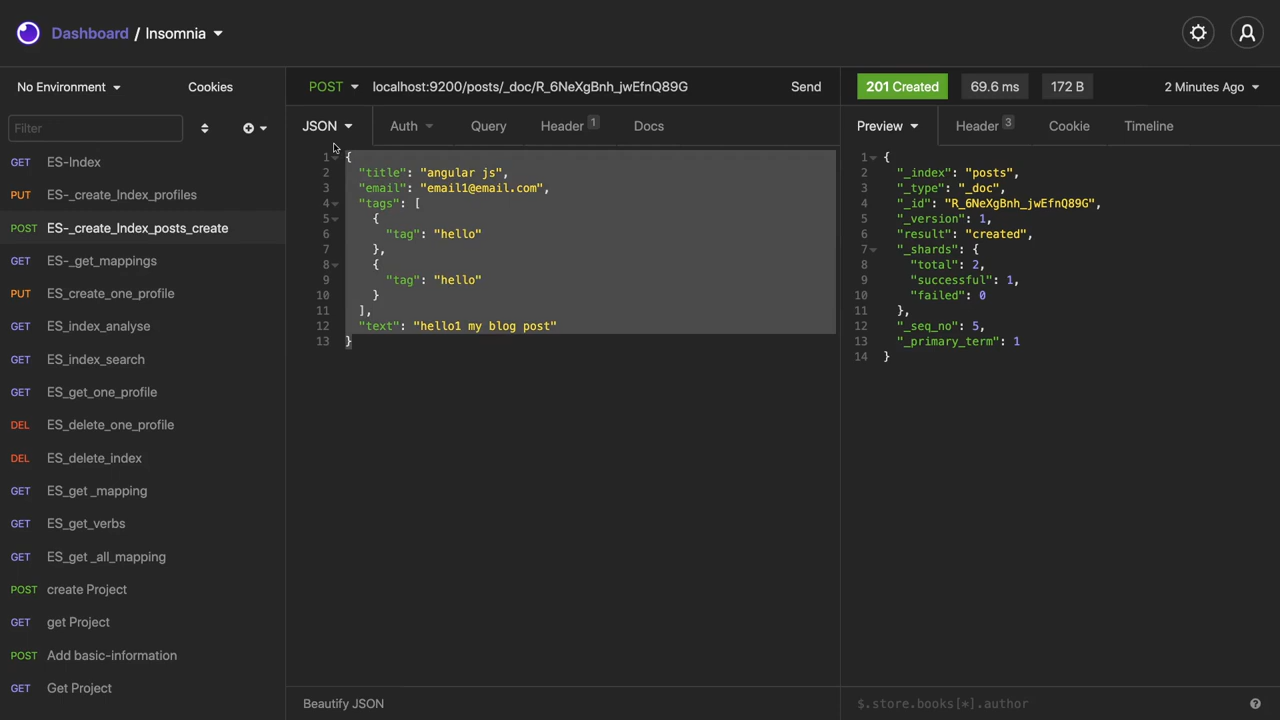 Dashboard / Insomnia
No Environment
Cookies
Filter
GET ES-Index
PUT ES-_create_Index_profiles
POST ES-_create_Index_posts_create
GET ES-_get_mappings
PUT ES_create_one_profile
GET ES_index_analyse
GET ES_index_search
GET ES_get_one_profile
DEL ES_delete_one_profile
DEL ES_delete_index
GET ES_get _mapping
GET ES_get_verbs
GET ES_get _all_mapping
POST create Project
GET get Project
POST Add basic-information
GET Get Project
POST localhost:9200/posts/_doc/R_6NeXgBnh_jwEfnQ89G Send
JSON Auth Query Header 1 Docs
1 {
2 "title": "angular js",
3 "email": "email1@email.com",
4 "tags": [
5 {
6 "tag": "hello"
7 },
8 {
9 "tag": "hello"
10 }
11 ],
12 "text": "hello1 my blog post"
13 }
Beautify JSON
201 Created 69.6 ms 172 B 2 Minutes Ago
Preview Header 3 Cookie Timeline
1 {
2 "_index": "posts",
3 "_type": "_doc",
4 "_id": "R_6NeXgBnh_jwEfnQ89G",
5 "_version": 1,
6 "result": "created",
7 "_shards": {
8 "total": 2,
9 "successful": 1,
10 "failed": 0
11 },
12 "_seq_no": 5,
13 "_primary_term": 1
14 }
$.store.books[*].author